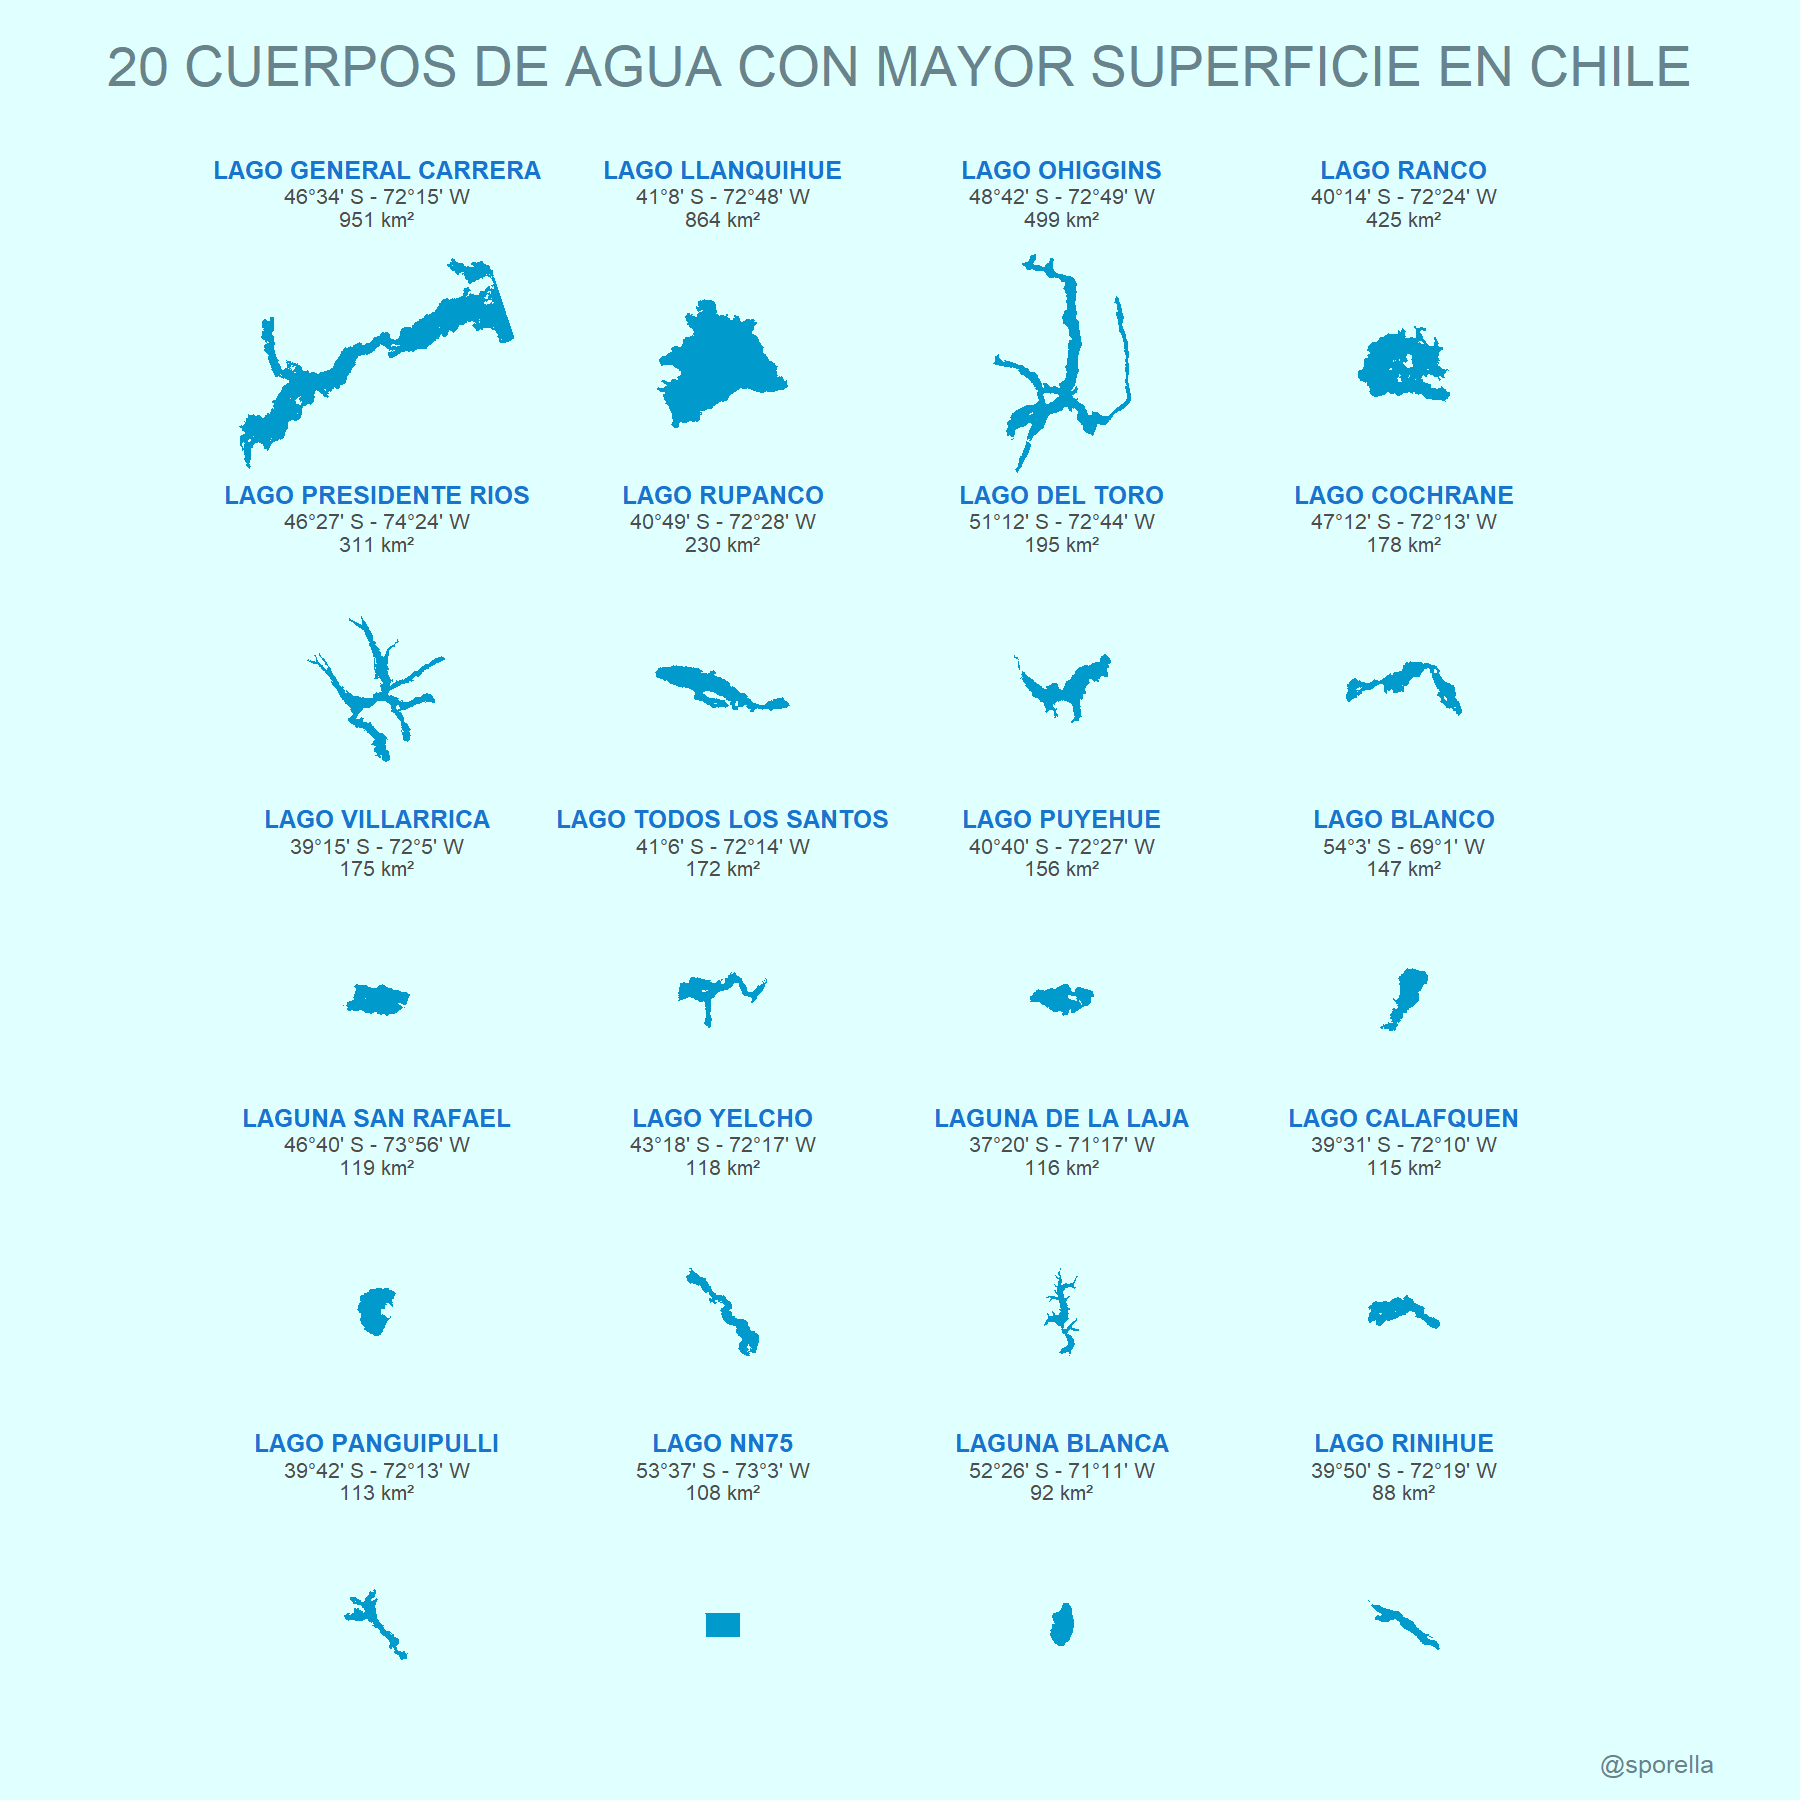 20 CUERPOS DE AGUA CON MAYOR SUPERFICIE EN CHILE
LAGO GENERAL CARRERA
46°34' S - 72°15' W
951 km²
LAGO LLANQUIHUE
41°8' S - 72°48' W
864 km²
LAGO OHIGGINS
48°42' S - 72°49' W
499 km²
LAGO RANCO
40°14' S - 72°24' W
425 km²
LAGO PRESIDENTE RIOS
46°27' S - 74°24' W
311 km²
LAGO RUPANCO
40°49' S - 72°28' W
230 km²
LAGO DEL TORO
51°12' S - 72°44' W
195 km²
LAGO COCHRANE
47°12' S - 72°13' W
178 km²
LAGO VILLARRICA
39°15' S - 72°5' W
175 km²
LAGO TODOS LOS SANTOS
41°6' S - 72°14' W
172 km²
LAGO PUYEHUE
40°40' S - 72°27' W
156 km²
LAGO BLANCO
54°3' S - 69°1' W
147 km²
LAGUNA SAN RAFAEL
46°40' S - 73°56' W
119 km²
LAGO YELCHO
43°18' S - 72°17' W
118 km²
LAGUNA DE LA LAJA
37°20' S - 71°17' W
116 km²
LAGO CALAFQUEN
39°31' S - 72°10' W
115 km²
LAGO PANGUIPULLI
39°42' S - 72°13' W
113 km²
LAGO NN75
53°37' S - 73°3' W
108 km²
LAGUNA BLANCA
52°26' S - 71°11' W
92 km²
LAGO RINIHUE
39°50' S - 72°19' W
88 km²
@sporella